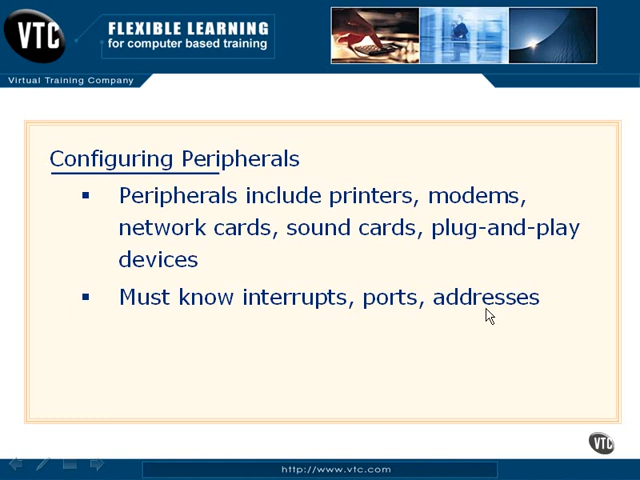 VTC
FLEXIBLE LEARNING
for computer based training
Virtual Training Company
Configuring Peripherals
▪ Peripherals include printers, modems,
network cards, sound cards, plug-and-play
devices
▪ Must know interrupts, ports, addresses
VTC
http://www.vtc.com